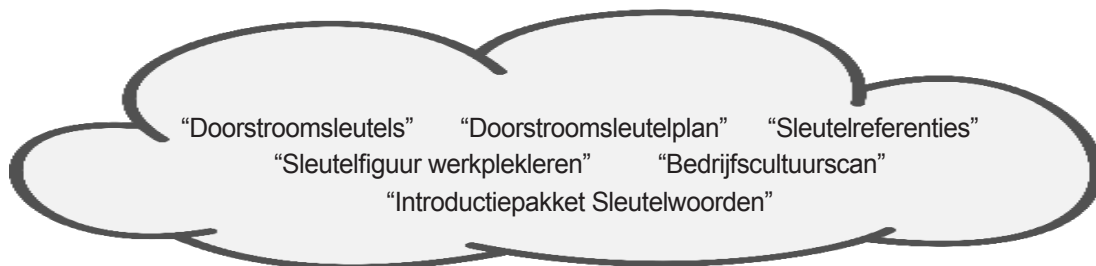 “Doorstroomsleutels” “Doorstroomsleutelplan” “Sleutelreferenties”
“Sleutelfiguur werkplekleren” “Bedrijfscultuurscan”
“Introductiepakket Sleutelwoorden”